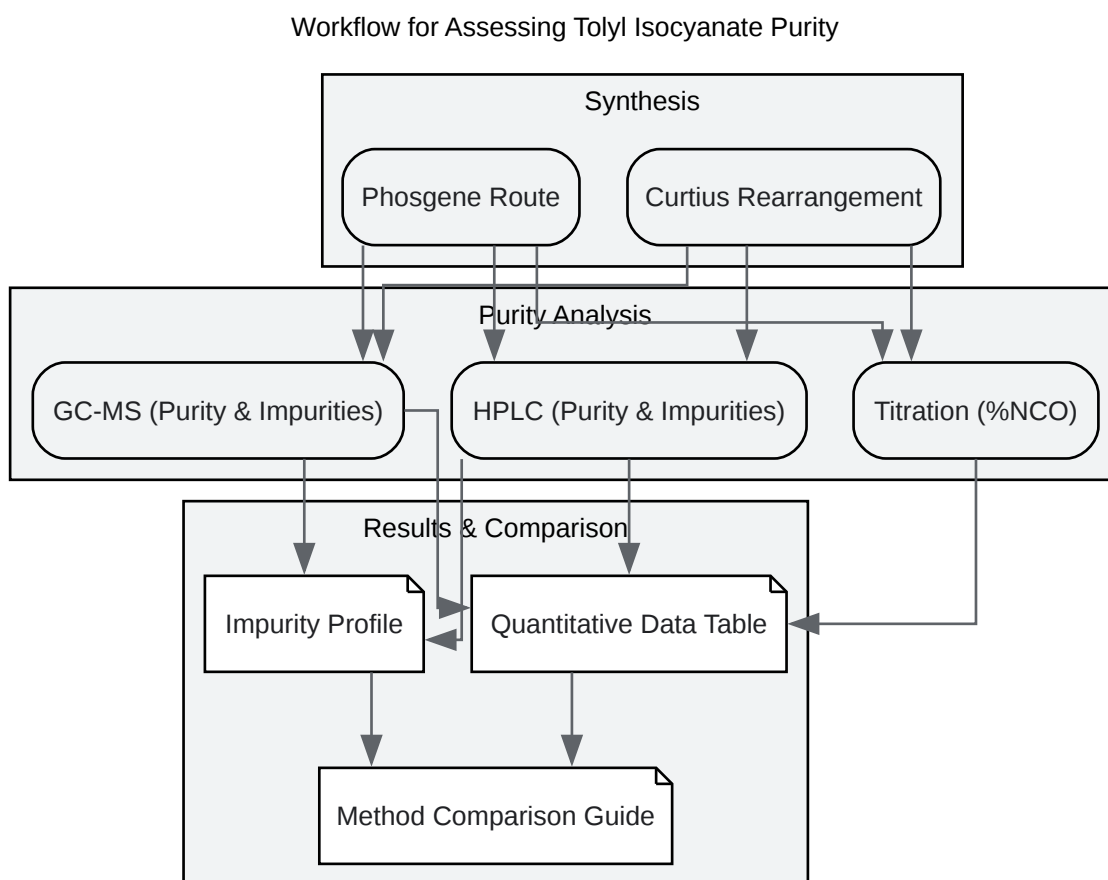 Workflow for Assessing Tolyl Isocyanate Purity
Synthesis
Phosgene Route
Curtius Rearrangement
Purity Analysis
GC-MS (Purity & Impurities)
HPLC (Purity & Impurities)
Titration (%NCO)
Results & Comparison
Impurity Profile
Quantitative Data Table
Method Comparison Guide